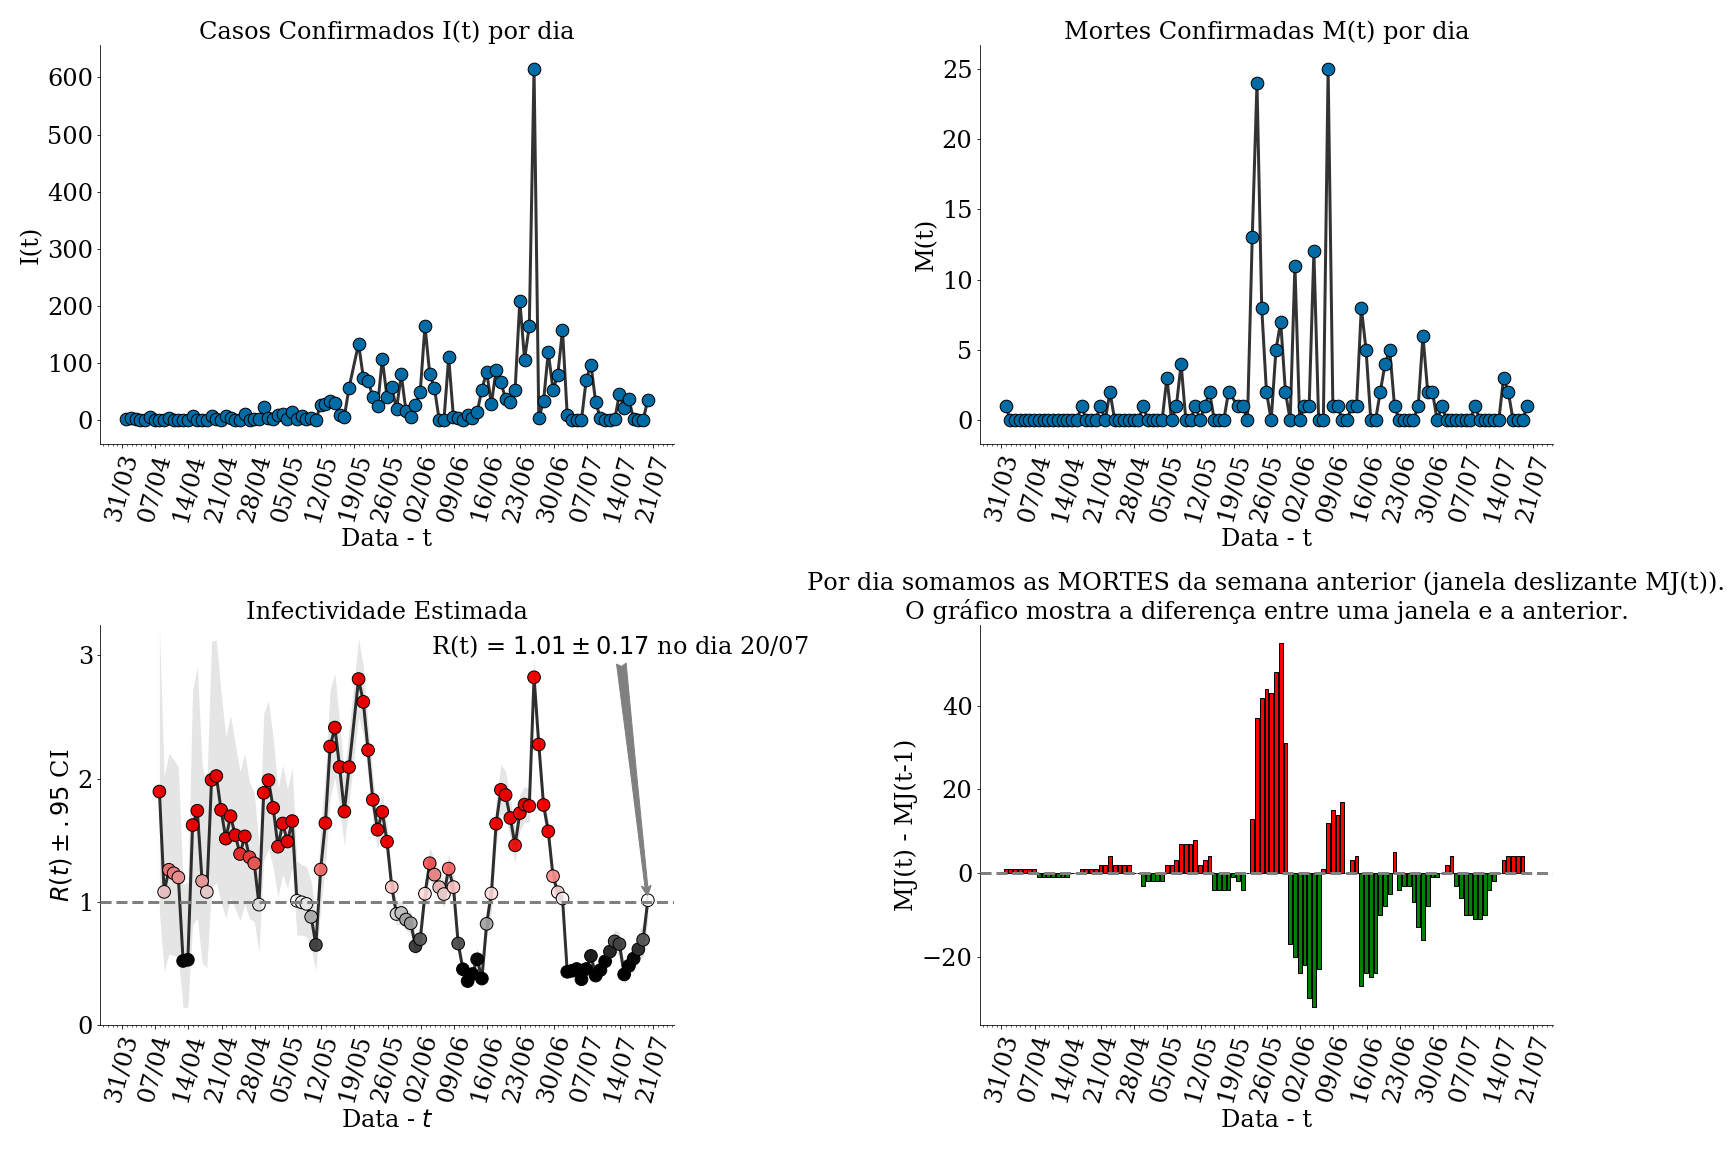 Casos Confirmados I(t) por dia
I(t)
600
500
400
300
200
100
0
31/03 07/04 14/04 21/04 28/04 05/05 12/05 19/05 26/05 02/06 09/06 16/06 23/06 30/06 07/07 14/07 21/07
Data - t
Mortes Confirmadas M(t) por dia
M(t)
25
20
15
10
5
0
31/03 07/04 14/04 21/04 28/04 05/05 12/05 19/05 26/05 02/06 09/06 16/06 23/06 30/06 07/07 14/07 21/07
Data - t
Infectividade Estimada
R(t) = 1.01 ± 0.17 no dia 20/07
R(t) ± .95 CI
3
2
1
0
31/03 07/04 14/04 21/04 28/04 05/05 12/05 19/05 26/05 02/06 09/06 16/06 23/06 30/06 07/07 14/07 21/07
Data - t
Por dia somamos as MORTES da semana anterior (janela deslizante MJ(t)).
O gráfico mostra a diferença entre uma janela e a anterior.
MJ(t) - MJ(t-1)
40
20
0
−20
31/03 07/04 14/04 21/04 28/04 05/05 12/05 19/05 26/05 02/06 09/06 16/06 23/06 30/06 07/07 14/07 21/07
Data - t